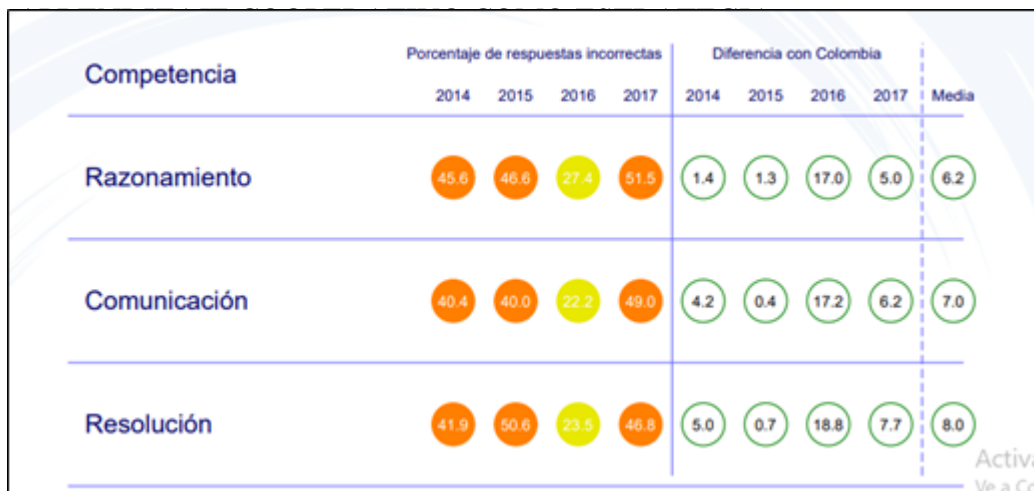 Porcentaje de respuestas incorrectas Diferencia con Colombia
Competencia
2014 2015 2016 2017 2014 2015 2016 2017 Media
Razonamiento 45.6 46.6 27.4 51.5 1.4 1.3 17.0 5.0 6.2
Comunicación 40.4 40.0 22.2 49.0 4.2 0.4 17.2 6.2 7.0
Resolución 41.9 50.6 23.5 46.8 5.0 0.7 18.8 7.7 8.0
Activa
Ve a Co